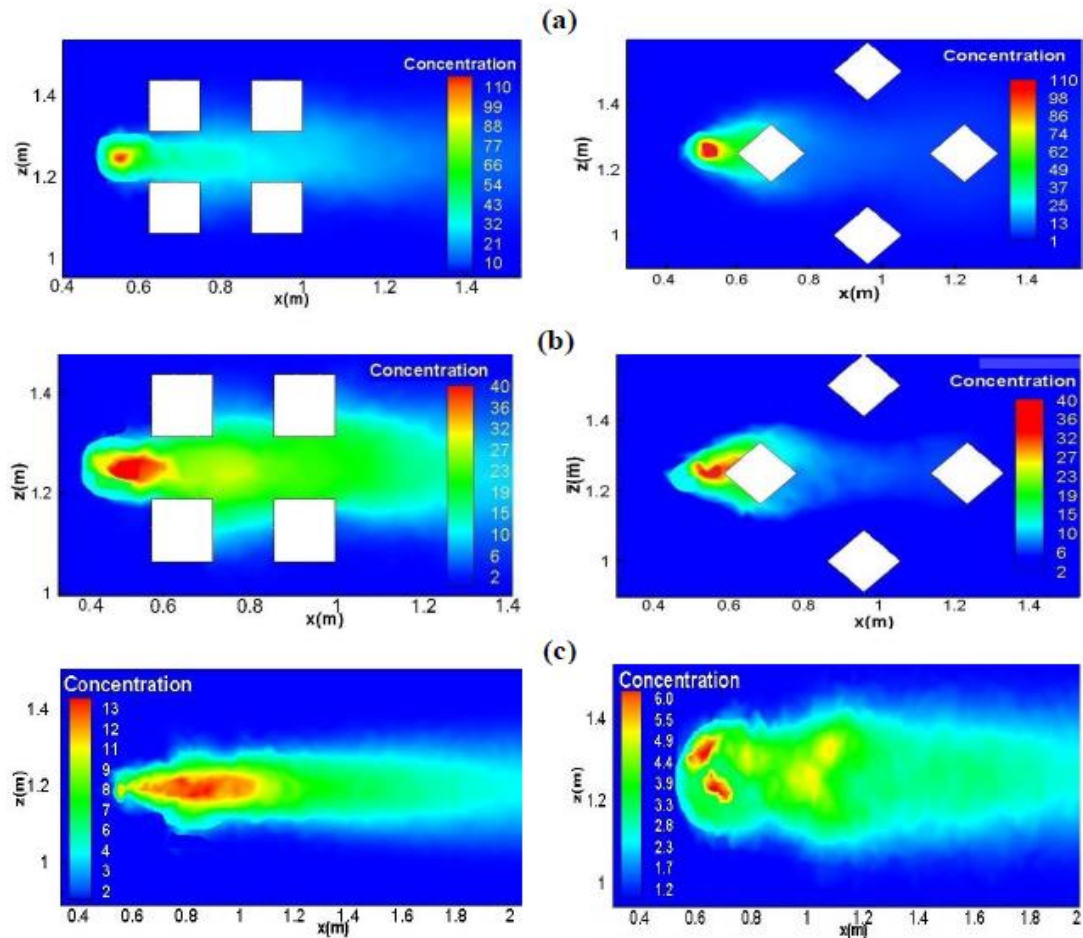 (a)
Concentration
110
99
88
77
66
54
43
32
21
10
1.4
1.2
1
z(m)
0.4 0.6 0.8 1 1.2 1.4
x(m)
Concentration
110
98
86
74
62
49
37
25
13
1
1.4
1.2
1
z(m)
0.4 0.6 0.8 1 1.2 1.4
x(m)
(b)
Concentration
40
36
32
27
23
19
15
10
6
2
1.4
1.2
1
z(m)
0.4 0.6 0.8 1 1.2 1.4
x(m)
Concentration
40
36
32
27
23
19
15
10
6
2
1.4
1.2
1
z(m)
0.4 0.6 0.8 1 1.2 1.4
x(m)
(c)
Concentration
13
12
11
9
8
7
6
4
3
2
1.4
1.2
1
z(m)
0.4 0.6 0.8 1 1.2 1.4 1.6 1.8 2
x(m)
Concentration
6.0
5.5
4.9
4.4
3.9
3.3
2.8
2.3
1.7
1.2
1.4
1.2
1
z(m)
0.4 0.6 0.8 1 1.2 1.4 1.6 1.8 2
x(m)